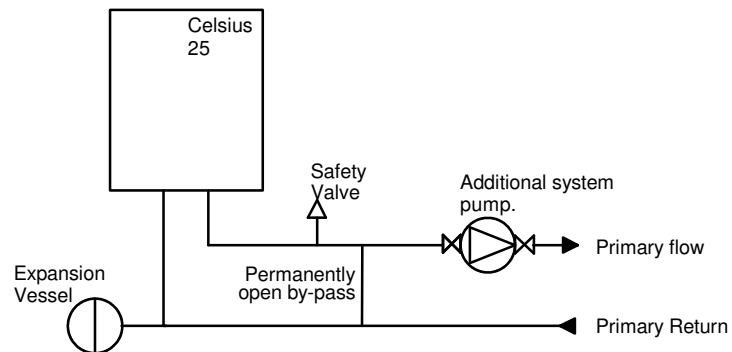 Celsius
25
Safety
Valve
Additional system
pump.
Primary flow
Permanently
open by-pass
Expansion
Vessel
Primary Return